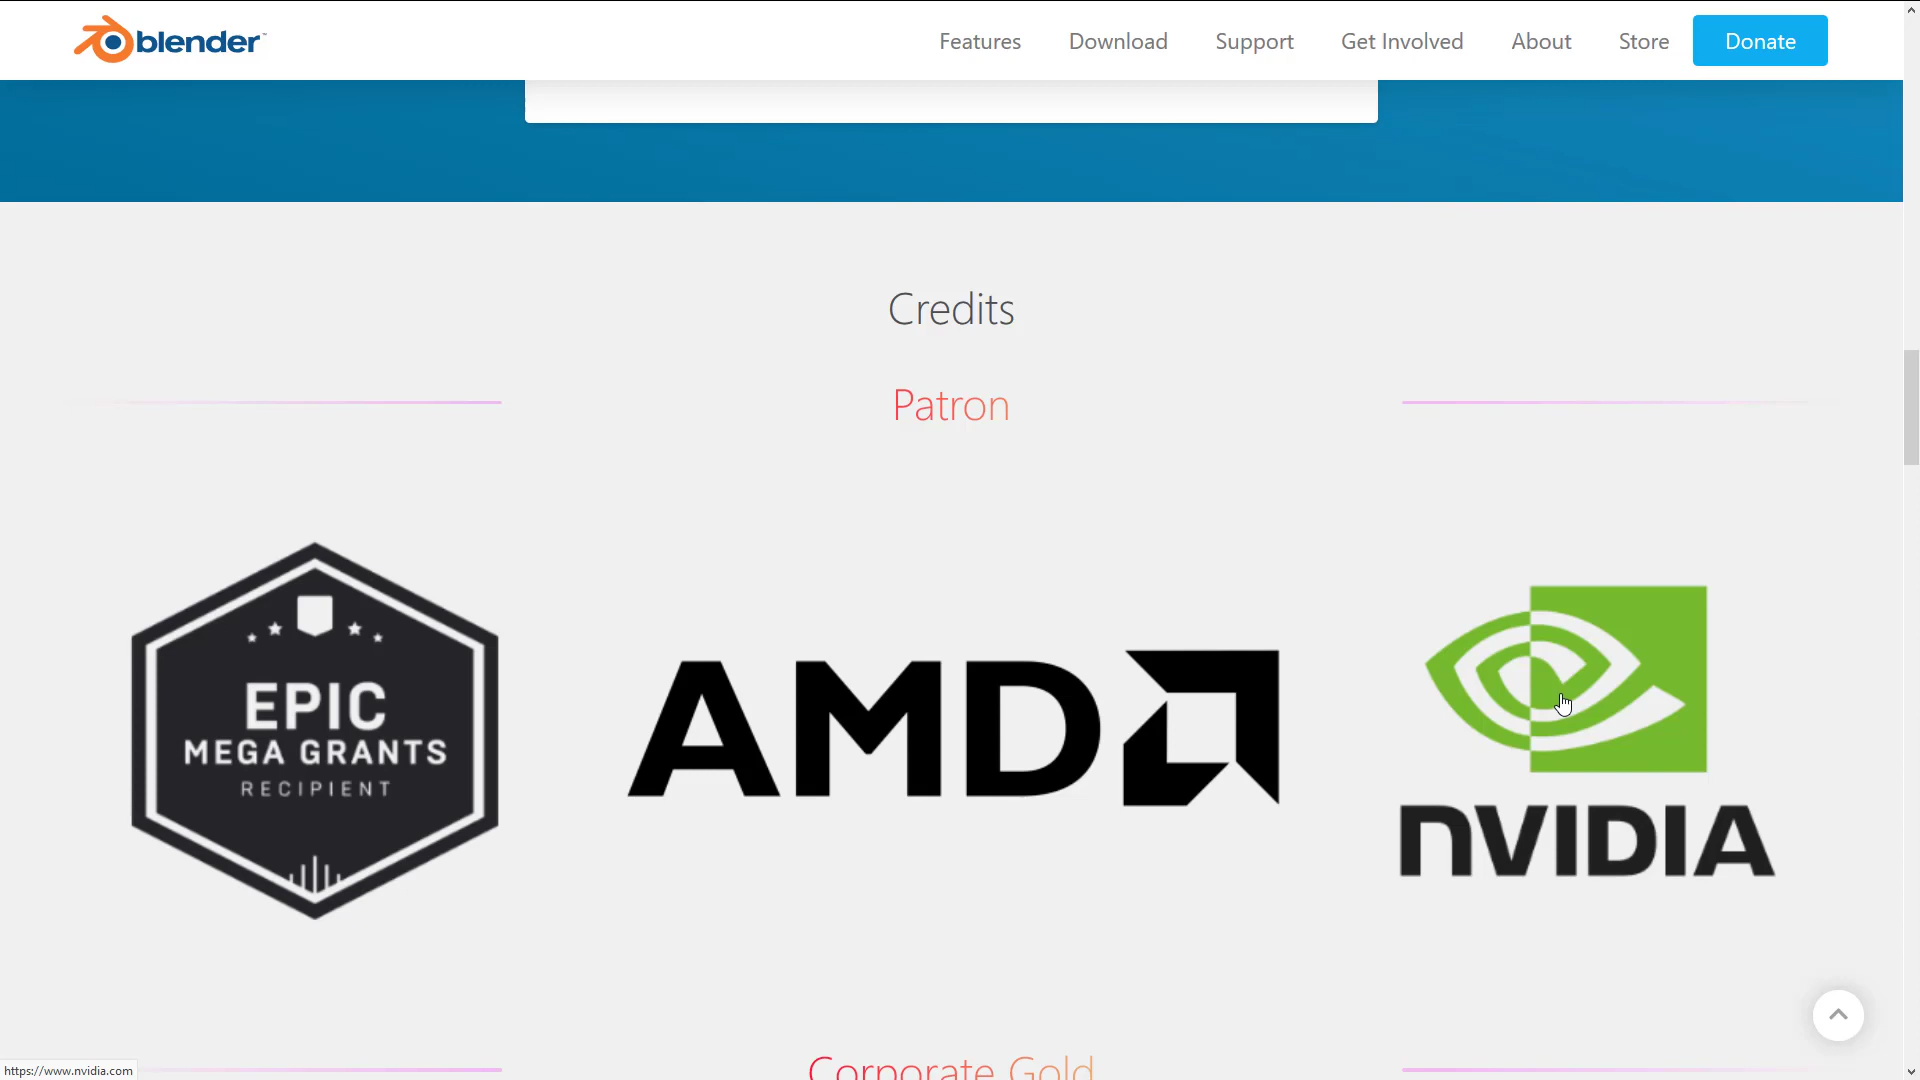 blender
Features Download Support Get Involved About Store Donate
Credits
Patron
EPIC
MEGA GRANTS
RECIPIENT
AMD
NVIDIA
Corporate Gold
https://www.nvidia.com